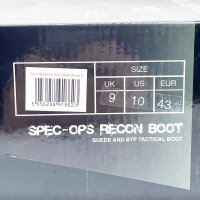 SIZE
UK US EUR
9 10 43
SPEC-OPS RECON BOOT
SUEDE AND BTP TACTICAL BOOT